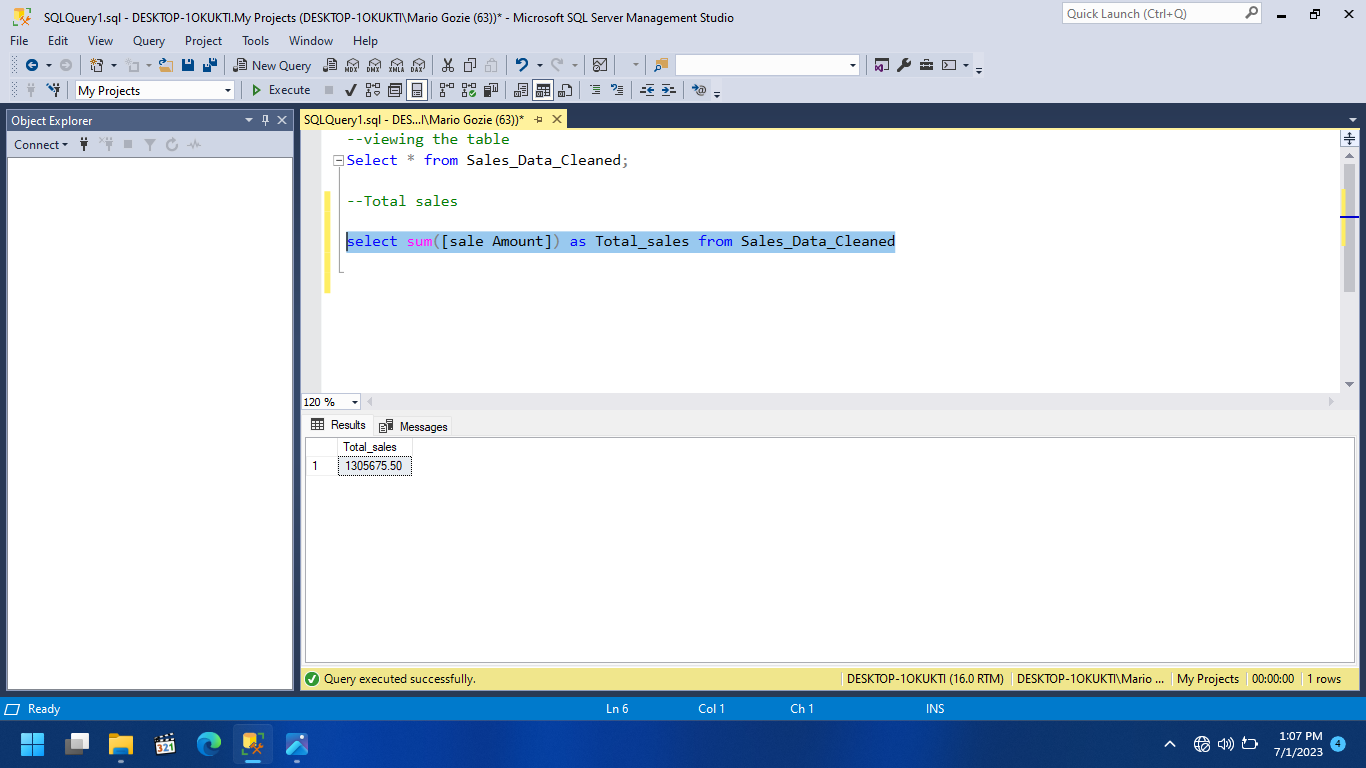 SQLQuery1.sql - DESKTOP-1OKUKTI.My Projects (DESKTOP-1OKUKTI\Mario Gozie (63))* - Microsoft SQL Server Management Studio
Quick Launch (Ctrl+Q)
File Edit View Query Project Tools Window Help
New Query MDX DMX XMLA DAX
My Projects Execute
Object Explorer
Connect
SQLQuery1.sql - DES...I\Mario Gozie (63))*
--viewing the table
Select * from Sales_Data_Cleaned;
--Total sales
select sum([sale Amount]) as Total_sales from Sales_Data_Cleaned
120 %
Results Messages
Total_sales
1 1305675.50
Query executed successfully.
DESKTOP-1OKUKTI (16.0 RTM) DESKTOP-1OKUKTI\Mario ... My Projects 00:00:00 1 rows
Ready Ln 6 Col 1 Ch 1 INS
321
1:07 PM
7/1/2023
4